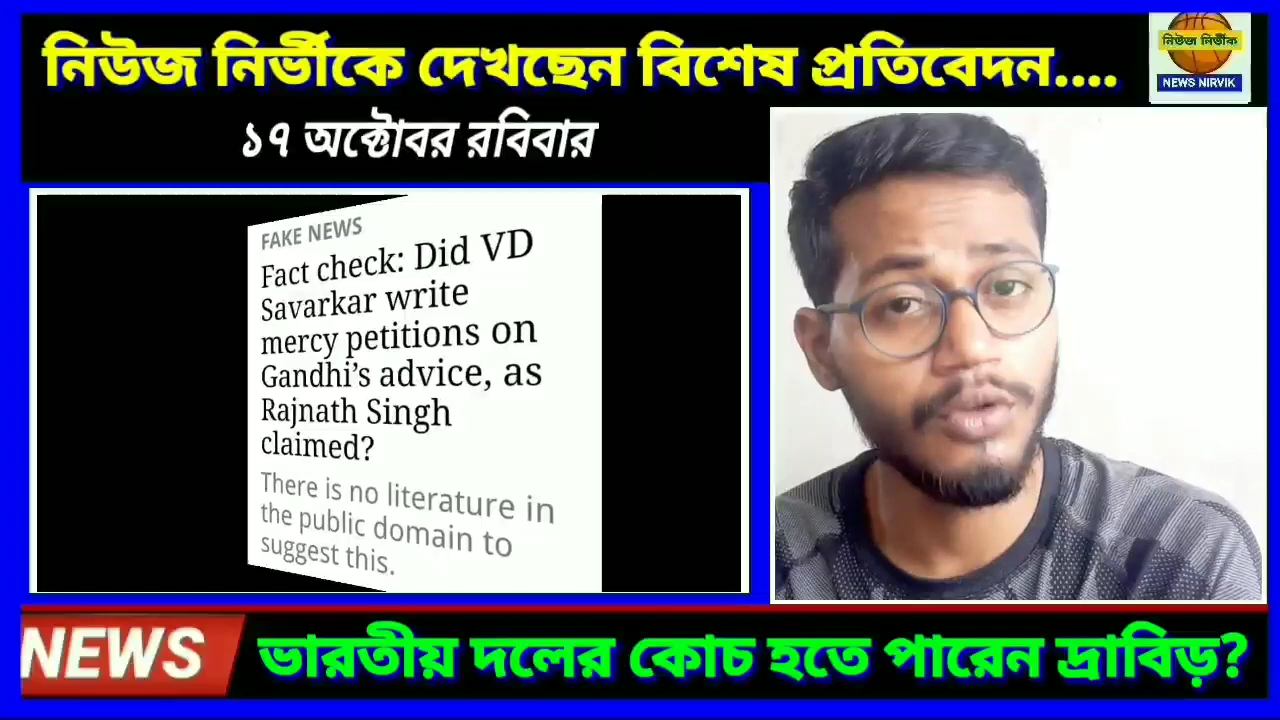 নিউজ নির্ভীকে দেখছেন বিশেষ প্রতিবেদন....
১৭ অক্টোবর রবিবার
নিউজ নির্ভীক
NEWS NIRVIK
FAKE NEWS
Fact check: Did VD
Savarkar write
mercy petitions on
Gandhi's advice, as
Rajnath Singh
claimed?
There is no literature in
the public domain to
suggest this.
NEWS
ভারতীয় দলের কোচ হতে পারেন দ্রাবিড়?